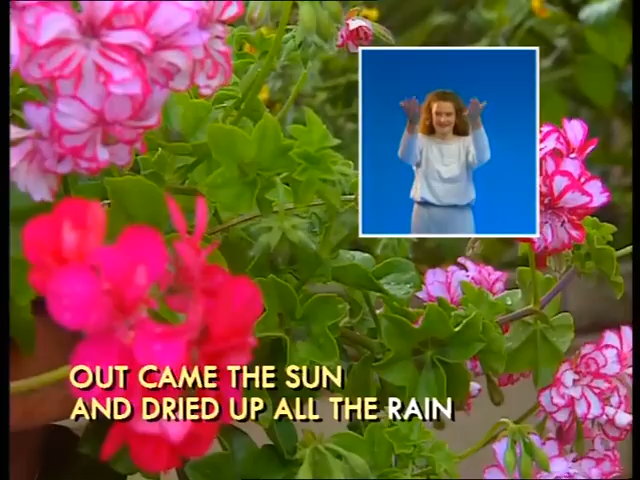 OUT CAME THE SUN
AND DRIED UP ALL THE RAIN